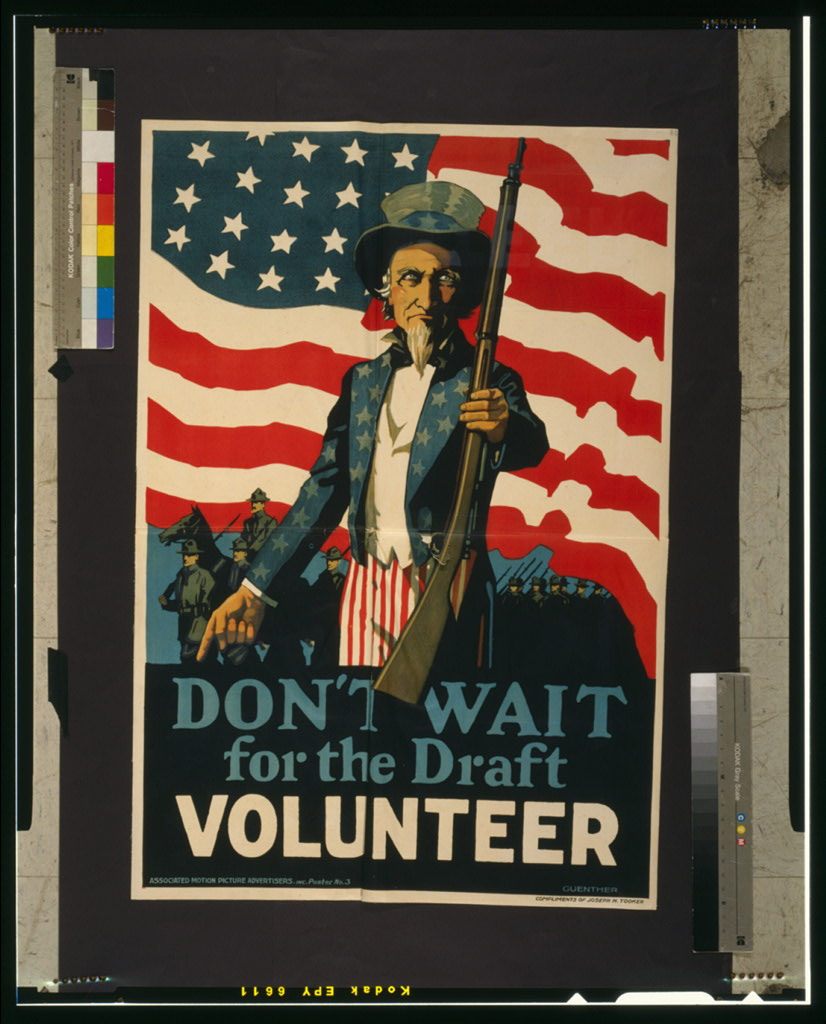 DON'T WAIT
for the Draft
VOLUNTEER
ASSOCIATED MOTION PICTURE ADVERTISERS. INC. Poster No. 3
GUENTHER
COMPLIMENTS OF JOSEPH H. TOOKER
KODAK Color Control Patches
KODAK Gray Scale
C
Y
M
Kodak EPY 6611